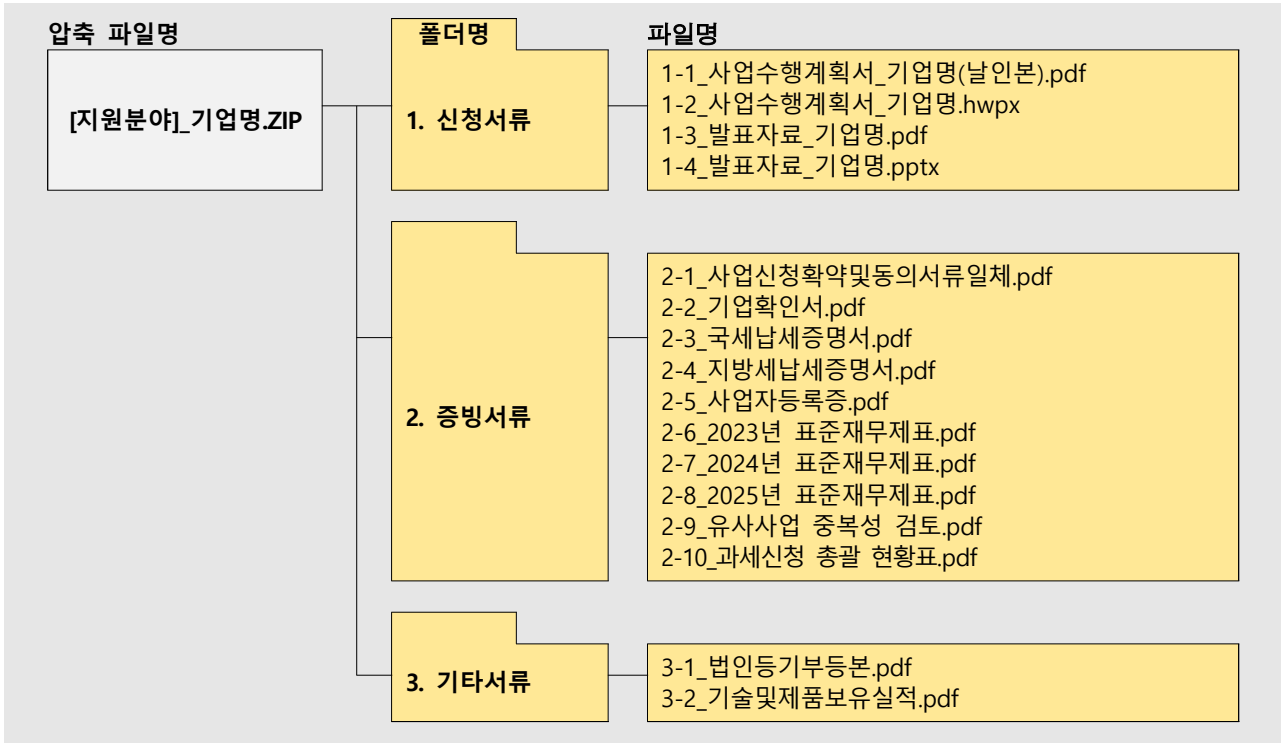 압축 파일명
폴더명
파일명
[지원분야]_기업명.ZIP
1. 신청서류
1-1_사업수행계획서_기업명(날인본).pdf
1-2_사업수행계획서_기업명.hwpx
1-3_발표자료_기업명.pdf
1-4_발표자료_기업명.pptx
2. 증빙서류
2-1_사업신청확약및동의서류일체.pdf
2-2_기업확인서.pdf
2-3_국세납세증명서.pdf
2-4_지방세납세증명서.pdf
2-5_사업자등록증.pdf
2-6_2023년 표준재무제표.pdf
2-7_2024년 표준재무제표.pdf
2-8_2025년 표준재무제표.pdf
2-9_유사사업 중복성 검토.pdf
2-10_과세신청 총괄 현황표.pdf
3. 기타서류
3-1_법인등기부등본.pdf
3-2_기술및제품보유실적.pdf